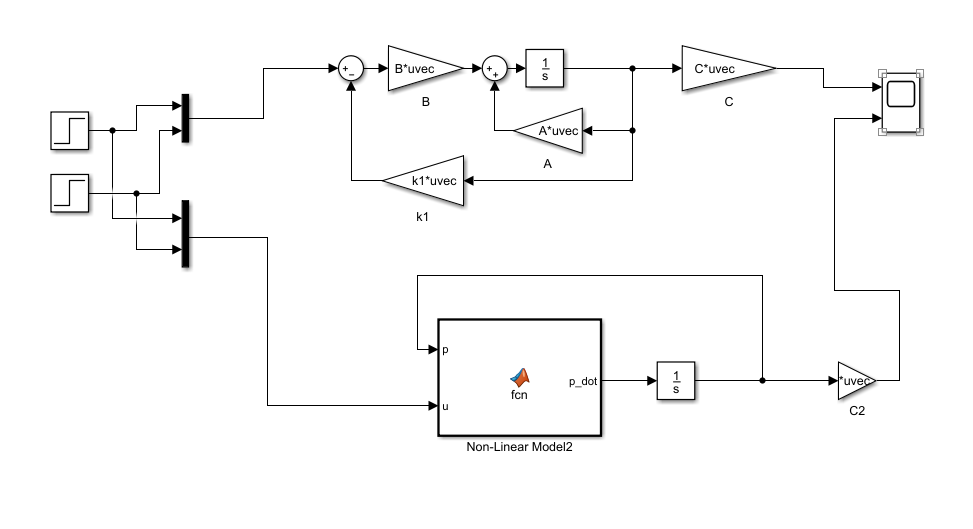 +
−
B*uvec
B
+
+
1
s
C*uvec
C
A*uvec
A
k1*uvec
k1
p
u
fcn
p_dot
Non-Linear Model2
1
s
*uvec
C2